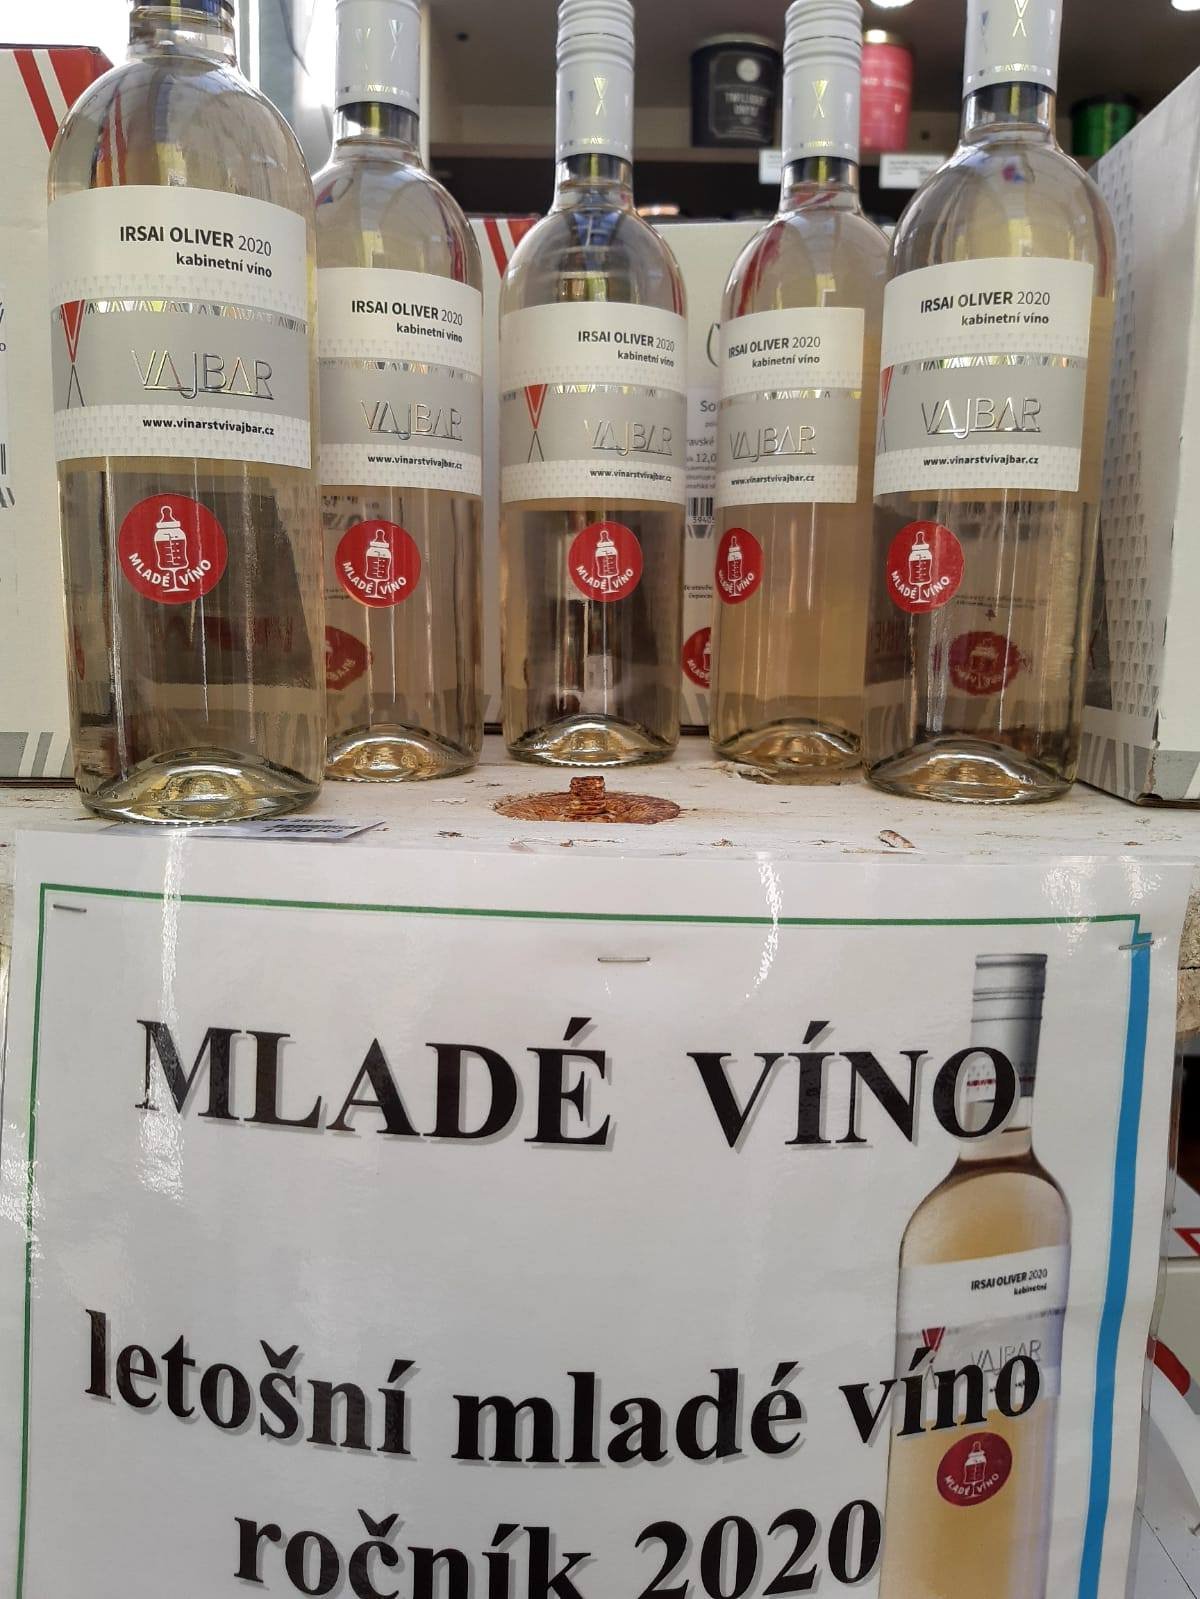 IRSAI OLIVER 2020
kabinetní víno
VAJBAR
www.vinarstvivajbar.cz
MLADÉ VÍNO
IRSAI OLIVER 2020
kabinetní víno
VAJBAR
www.vinarstvivajbar.cz
MLADÉ VÍNO
IRSAI OLIVER 2020
kabinetní víno
VAJBAR
www.vinarstvivajbar.cz
MLADÉ VÍNO
IRSAI OLIVER 2020
kabinetní víno
VAJBAR
www.vinarstvivajbar.cz
MLADÉ VÍNO
IRSAI OLIVER 2020
kabinetní víno
VAJBAR
www.vinarstvivajbar.cz
MLADÉ VÍNO
MLADÉ VÍNO
letošní mladé víno
ročník 2020
IRSAI OLIVER 2020
kabinetní
VAJBAR
MLADÉ VÍNO